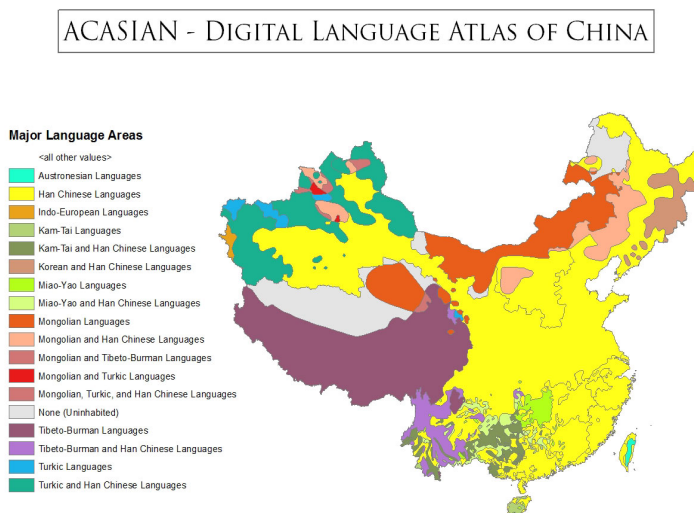 ACASIAN - DIGITAL LANGUAGE ATLAS OF CHINA
Major Language Areas
<all other values>
Austronesian Languages
Han Chinese Languages
Indo-European Languages
Kam-Tai Languages
Kam-Tai and Han Chinese Languages
Korean and Han Chinese Languages
Miao-Yao Languages
Miao-Yao and Han Chinese Languages
Mongolian Languages
Mongolian and Han Chinese Languages
Mongolian and Tibeto-Burman Languages
Mongolian and Turkic Languages
Mongolian, Turkic, and Han Chinese Languages
None (Uninhabited)
Tibeto-Burman Languages
Tibeto-Burman and Han Chinese Languages
Turkic Languages
Turkic and Han Chinese Languages